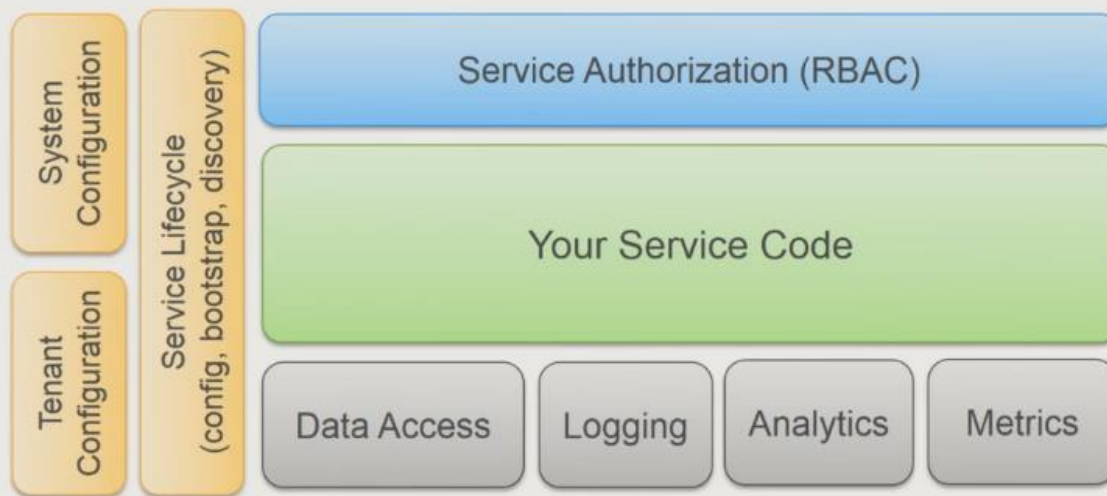 System
Configuration
Tenant
Configuration
Service Lifecycle
(config, bootstrap, discovery)
Service Authorization (RBAC)
Your Service Code
Data Access
Logging
Analytics
Metrics